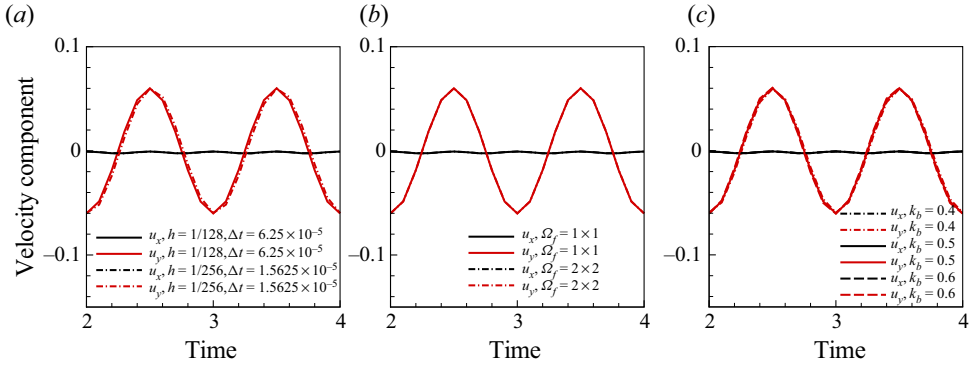 (a)
(b)
(c)
Velocity component
0.1
0
−0.1
u_x, h = 1/128, Δt = 6.25 × 10⁻⁵
u_y, h = 1/128, Δt = 6.25 × 10⁻⁵
u_x, h = 1/256, Δt = 1.5625 × 10⁻⁵
u_y, h = 1/256, Δt = 1.5625 × 10⁻⁵
2 3 4
Time
0.1
0
−0.1
u_x, Ω_f = 1 × 1
u_y, Ω_f = 1 × 1
u_x, Ω_f = 2 × 2
u_y, Ω_f = 2 × 2
2 3 4
Time
0.1
0
−0.1
u_x, k_b = 0.4
u_y, k_b = 0.4
u_x, k_b = 0.5
u_y, k_b = 0.5
u_x, k_b = 0.6
u_y, k_b = 0.6
2 3 4
Time